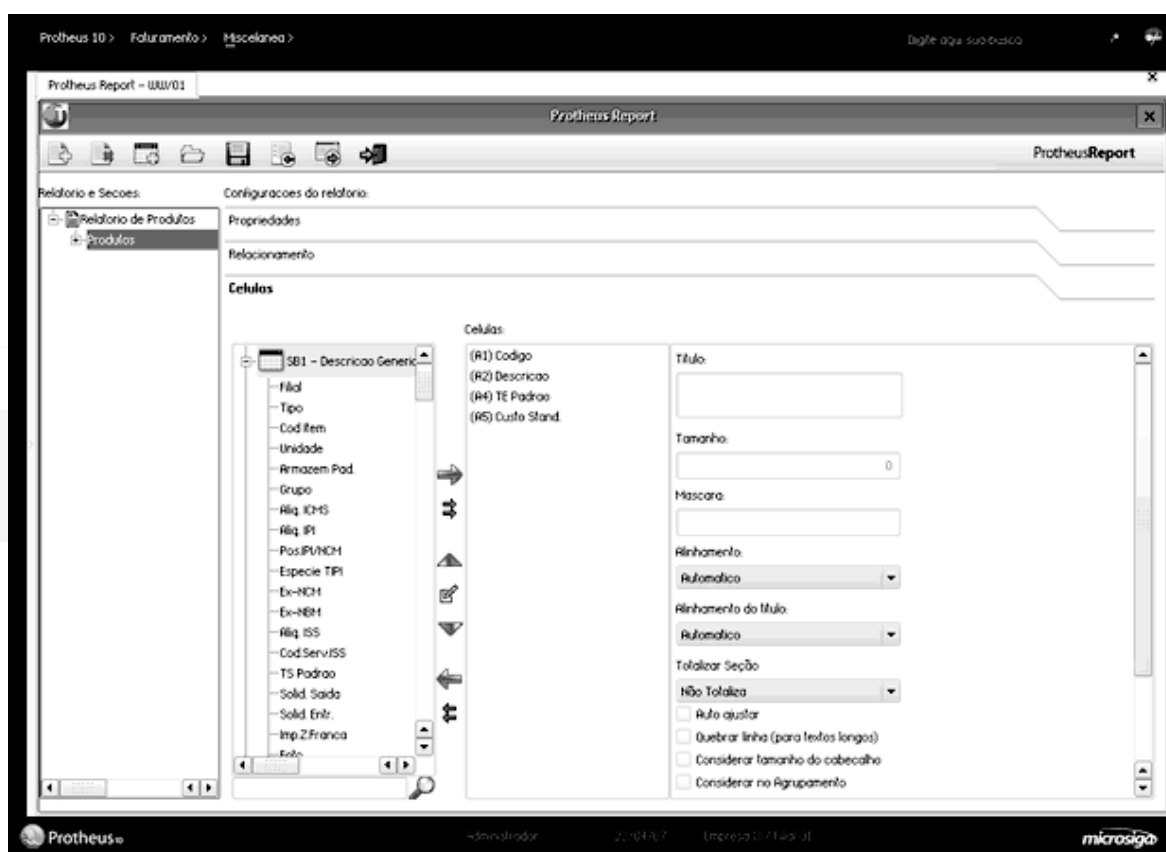 Protheus 10 > Faturamento > Miscelanea >
Digite aqui sua busca
Protheus Report - WW/01
Protheus Report
ProtheusReport
Relatorio e Secoes:
Relatorio de Produtos
Produtos
Configuracoes do relatorio:
Propriedades
Relacionamento
Celulas
SB1 - Descricao Generic
Filial
Tipo
Cod Item
Unidade
Armazem Pad.
Grupo
Aliq. ICMS
Aliq. IPI
Pos.IPI/NCM
Especie TIPI
Ex-NCM
Ex-NBM
Aliq. ISS
Cod.Serv.ISS
TS Padrao
Solid. Saida
Solid. Entr.
Imp.Z.Franca
Celulas:
(A1) Codigo
(A2) Descricao
(A4) TE Padrao
(A5) Custo Stand.
Titulo:
Tamanho:
0
Mascara:
Alinhamento:
Automatico
Alinhamento do titulo:
Automatico
Totalizar Seção
Não Totaliza
Auto ajustar
Quebrar linha (para textos longos)
Considerar tamanho do cabecalho
Considerar no Agrupamento
Protheus10
Administrador
microsiga